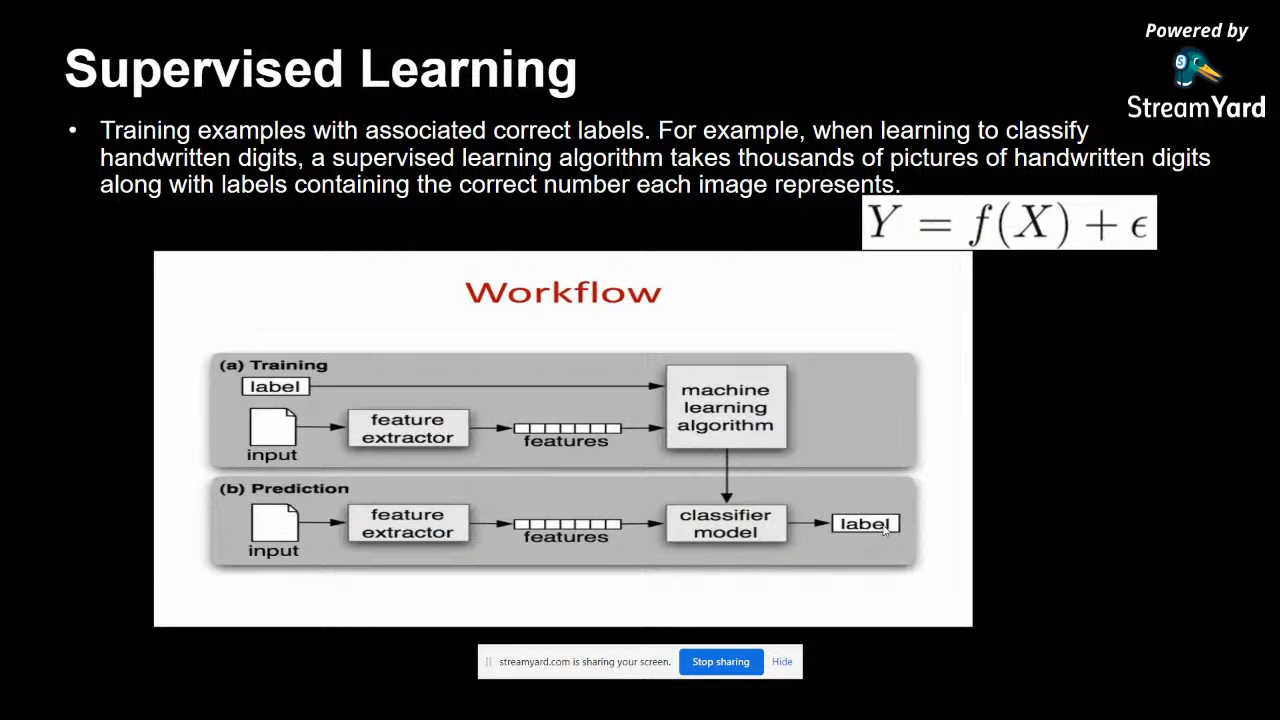 Powered by
StreamYard
Supervised Learning
• Training examples with associated correct labels. For example, when learning to classify
handwritten digits, a supervised learning algorithm takes thousands of pictures of handwritten digits
along with labels containing the correct number each image represents.
Y = f(X) + ϵ
Workflow
(a) Training
label
input
feature
extractor
features
machine
learning
algorithm
(b) Prediction
input
feature
extractor
features
classifier
model
label
streamyard.com is sharing your screen.
Stop sharing
Hide